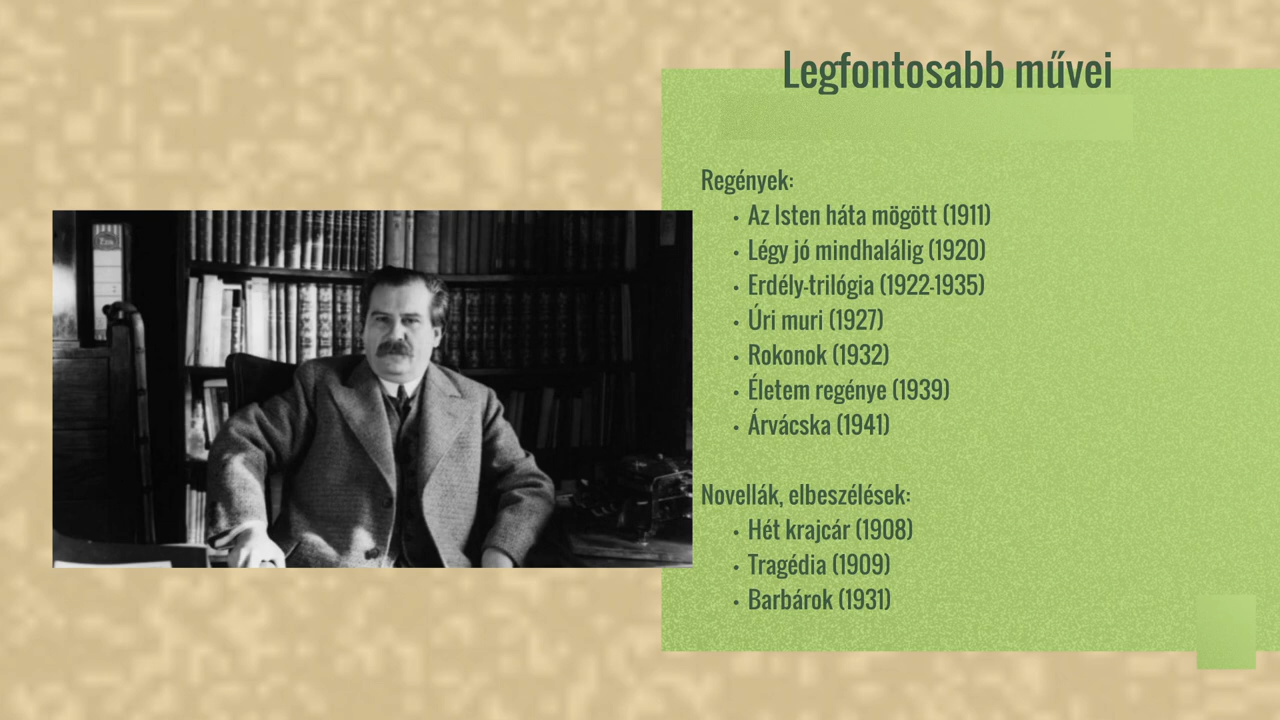 Legfontosabb művei
Regények:
• Az Isten háta mögött (1911)
• Légy jó mindhalálig (1920)
• Erdély-trilógia (1922-1935)
• Úri muri (1927)
• Rokonok (1932)
• Életem regénye (1939)
• Árvácska (1941)
Novellák, elbeszélések:
• Hét krajcár (1908)
• Tragédia (1909)
• Barbárok (1931)